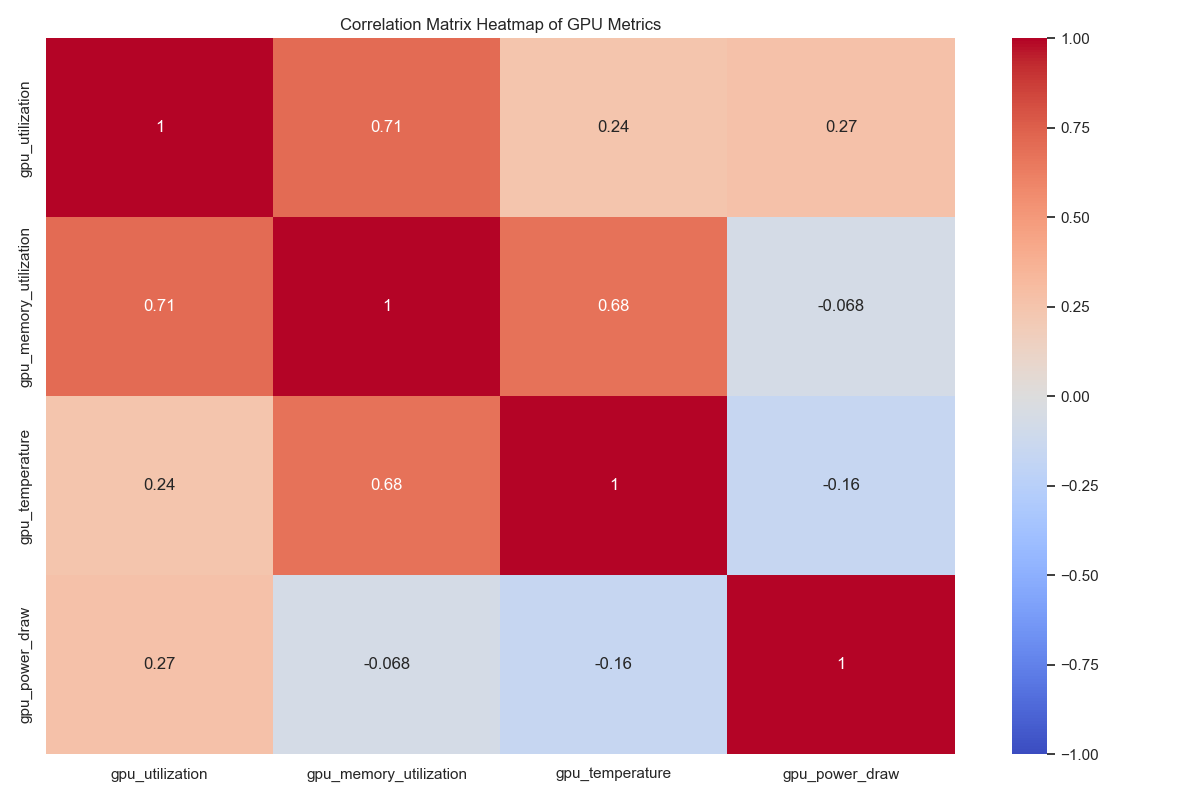 Correlation Matrix Heatmap of GPU Metrics
gpu_utilization
1
0.71
0.24
0.27
gpu_memory_utilization
0.71
1
0.68
-0.068
gpu_temperature
0.24
0.68
1
-0.16
gpu_power_draw
0.27
-0.068
-0.16
1
gpu_utilization
gpu_memory_utilization
gpu_temperature
gpu_power_draw
1.00
0.75
0.50
0.25
0.00
−0.25
−0.50
−0.75
−1.00